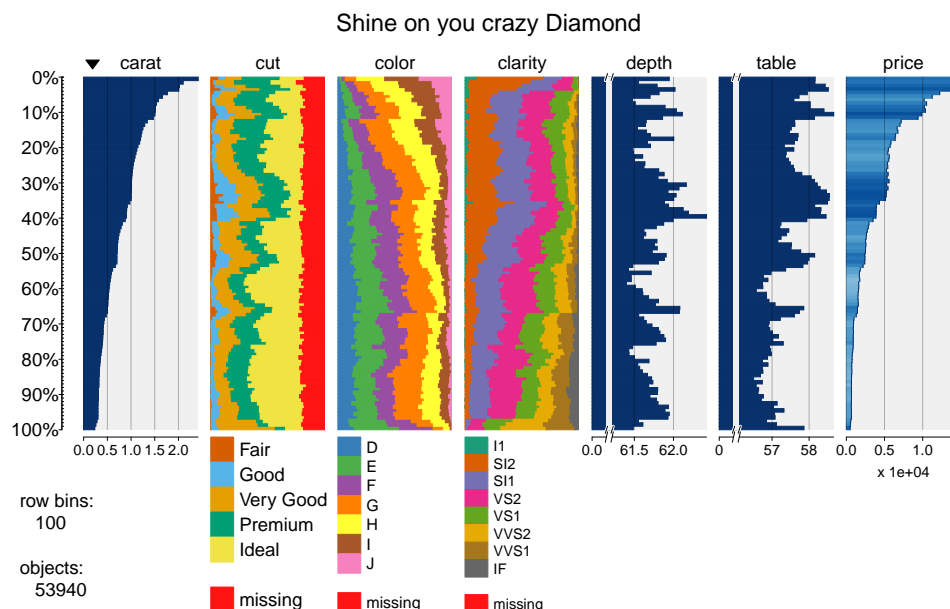 Shine on you crazy Diamond
carat cut color clarity depth table price
0%
10%
20%
30%
40%
50%
60%
70%
80%
90%
100%
0.0 0.5 1.0 1.5 2.0 0.0 61.5 62.0 0 57 58 0.0 0.5 1.0
x 1e+04
Fair
Good
Very Good
Premium
Ideal
missing
D
E
F
G
H
I
J
missing
I1
SI2
SI1
VS2
VS1
VVS2
VVS1
IF
missing
row bins:
100
objects:
53940